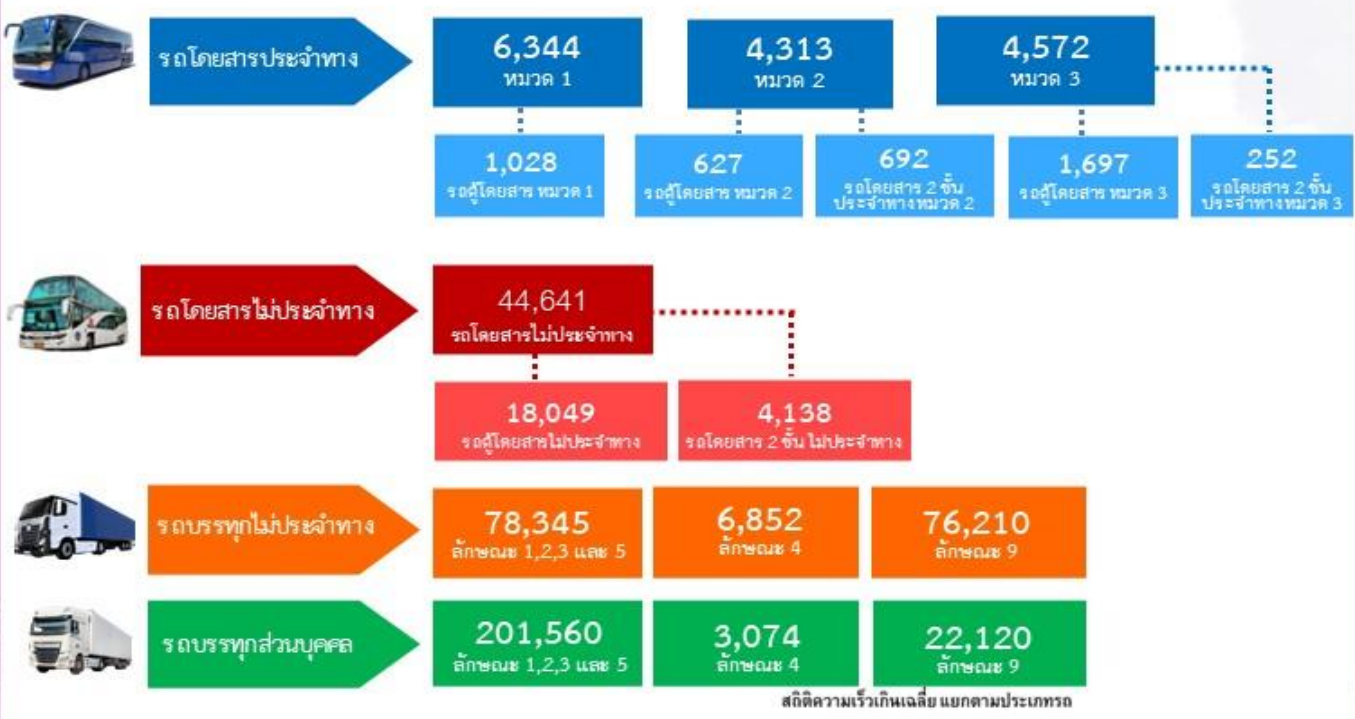 รถโดยสารประจำทาง
6,344
หมวด 1
4,313
หมวด 2
4,572
หมวด 3
1,028
รถตู้โดยสาร หมวด 1
627
รถตู้โดยสาร หมวด 2
692
รถโดยสาร 2 ชั้น
ประจำทางหมวด 2
1,697
รถตู้โดยสาร หมวด 3
252
รถโดยสาร 2 ชั้น
ประจำทางหมวด 3
รถโดยสารไม่ประจำทาง
44,641
รถโดยสารไม่ประจำทาง
18,049
รถตู้โดยสารไม่ประจำทาง
4,138
รถโดยสาร 2 ชั้น ไม่ประจำทาง
รถบรรทุกไม่ประจำทาง
78,345
ลักษณะ 1,2,3 และ 5
6,852
ลักษณะ 4
76,210
ลักษณะ 9
รถบรรทุกส่วนบุคคล
201,560
ลักษณะ 1,2,3 และ 5
3,074
ลักษณะ 4
22,120
ลักษณะ 9
สถิติความเร็วเกินเฉลี่ย แยกตามประเภทรถ